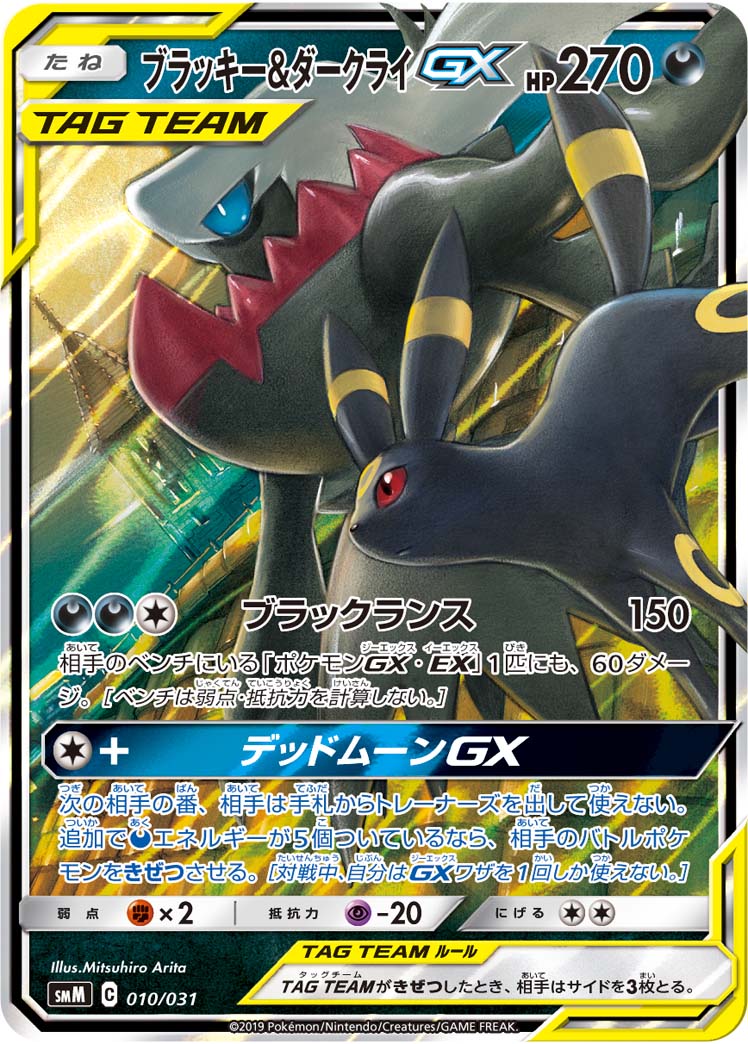 たね ブラッキー&ダークライGX HP270
TAG TEAM
ブラックランス 150
相手のベンチにいる「ポケモンGX・EX」1匹にも、60ダメー
ジ。[ベンチは弱点・抵抗力を計算しない。]
+ デッドムーンGX
次の相手の番、相手は手札からトレーナーズを出して使えない。
追加でエネルギーが5個ついているなら、相手のバトルポケ
モンをきぜつさせる。[対戦中、自分はGXワザを1回しか使えない。]
弱点 ×2 抵抗力 -20 にげる
TAG TEAM ルール
TAG TEAMがきぜつしたとき、相手はサイドを3枚とる。
Illus.Mitsuhiro Arita
SMM C 010/031
©2019 Pokémon/Nintendo/Creatures/GAME FREAK.